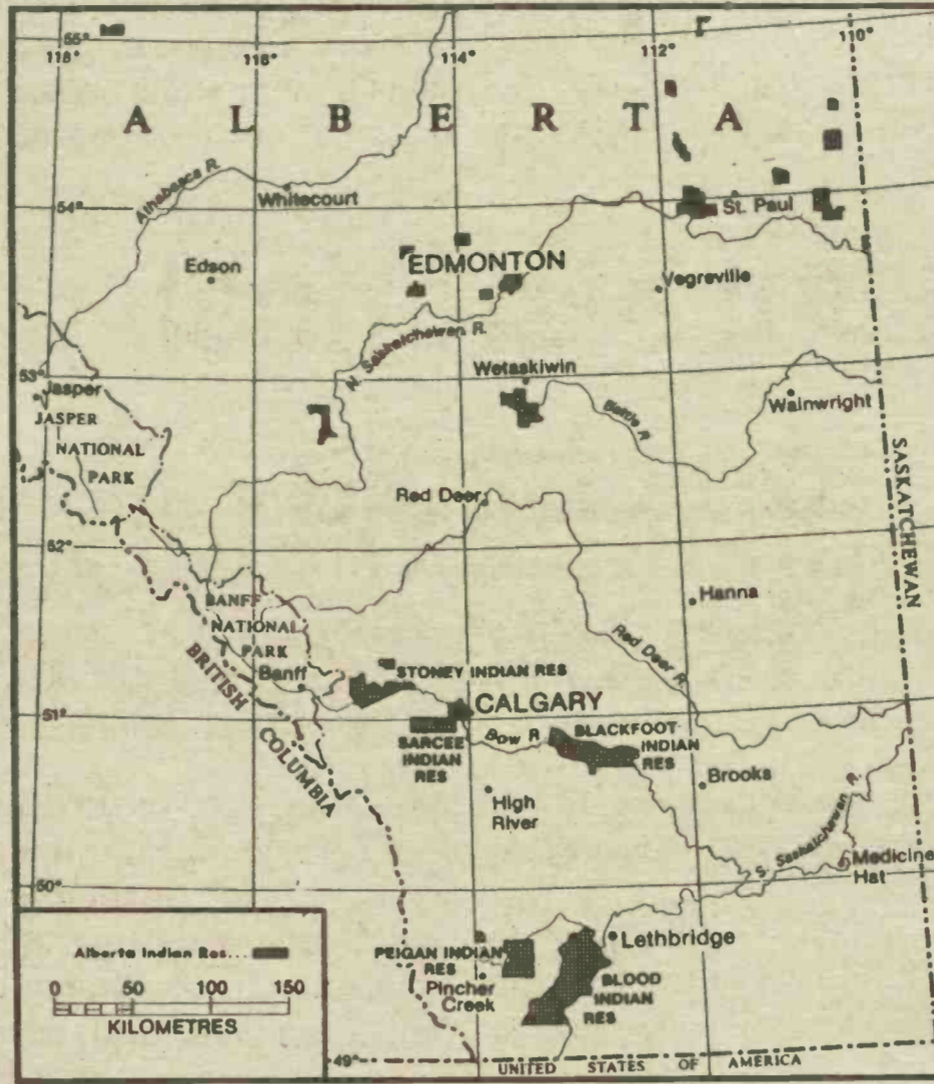 55°
118°
116°
114°
112°
110°
A L B E R T A
Athabasca R.
Whitecourt
54°
St. Paul
Edson
EDMONTON
Vegreville
N. Saskatchewan R.
53°
Jasper
JASPER
NATIONAL
PARK
Wetaskiwin
Battle R.
Wainwright
SASKATCHEWAN
Red Deer
52°
Hanna
BANFF
NATIONAL
PARK
Banff
Red Deer R.
BRITISH COLUMBIA
STONEY INDIAN RES
51°
CALGARY
SARCEE
INDIAN
RES
Bow R
BLACKFOOT
INDIAN
RES
Brooks
High
River
S. Saskatchewan R.
Medicine
Hat
50°
Alberta Indian Res...
0 50 100 150
KILOMETRES
PEIGAN INDIAN
RES
Pincher
Creek
Lethbridge
BLOOD
INDIAN
RES
49°
UNITED STATES OF AMERICA